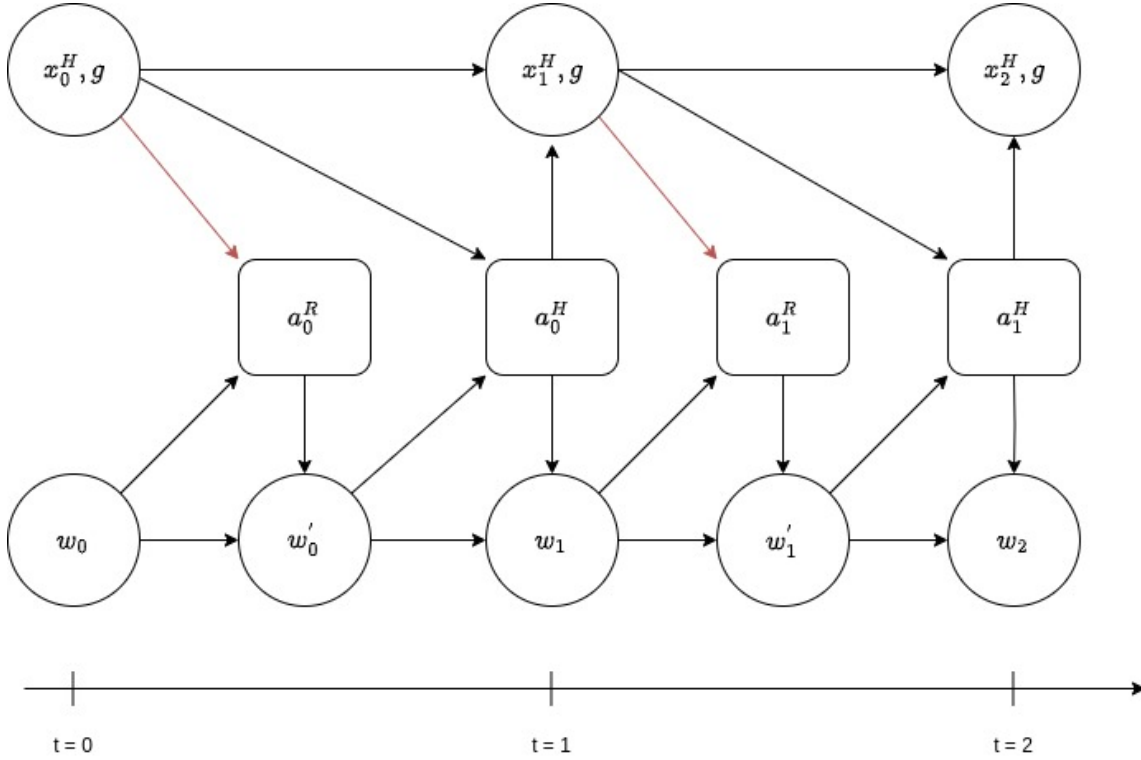 x_0^H, g x_1^H, g x_2^H, g
a_0^R a_0^H a_1^R a_1^H
w_0 w_0^' w_1 w_1^' w_2
t = 0 t = 1 t = 2